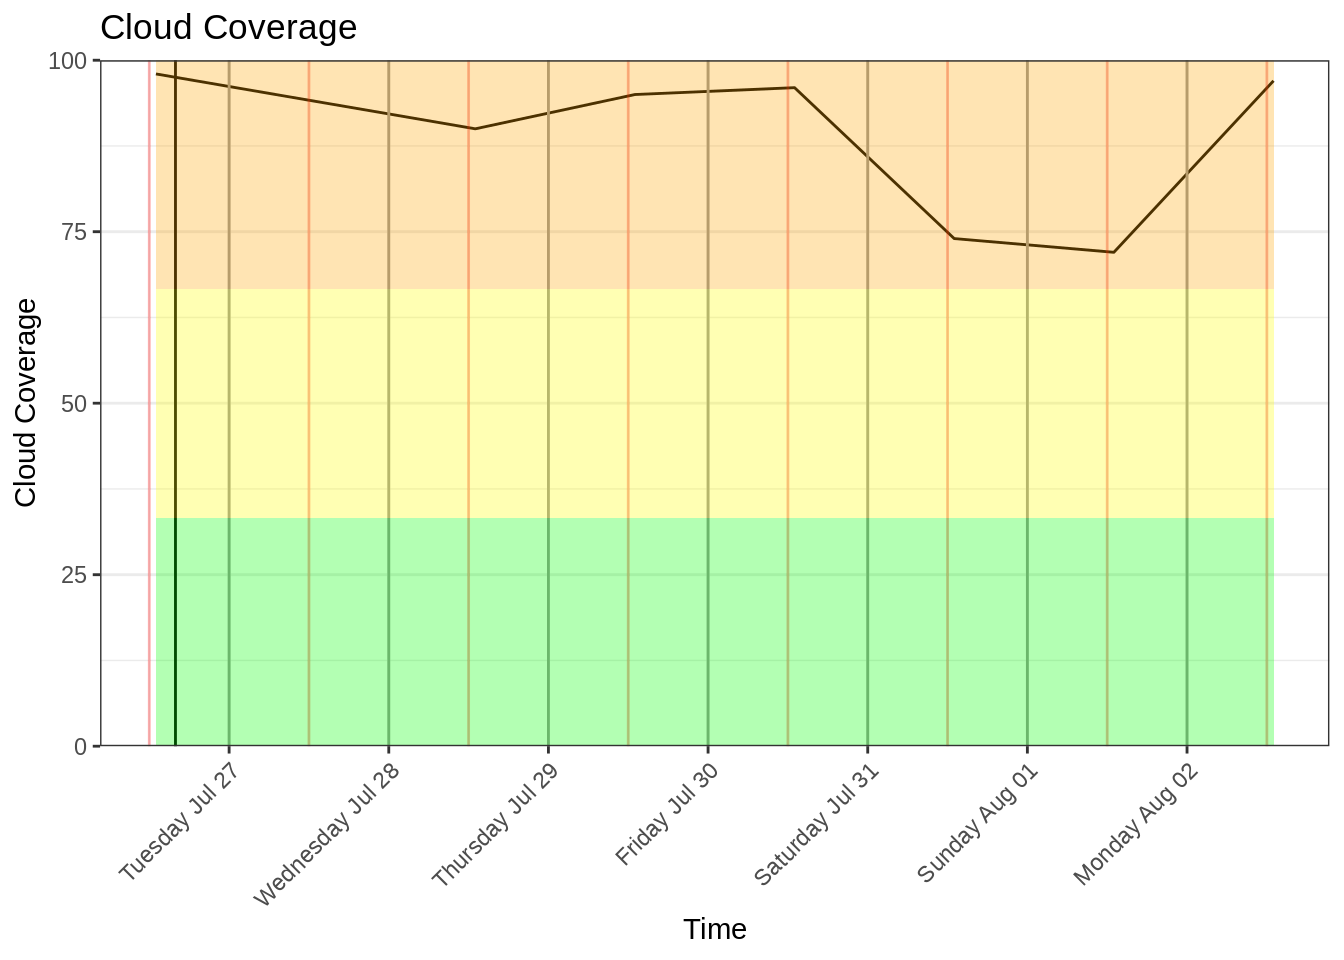 Cloud Coverage
100
75
50
25
0
Cloud Coverage
Tuesday Jul 27
Wednesday Jul 28
Thursday Jul 29
Friday Jul 30
Saturday Jul 31
Sunday Aug 01
Monday Aug 02
Time